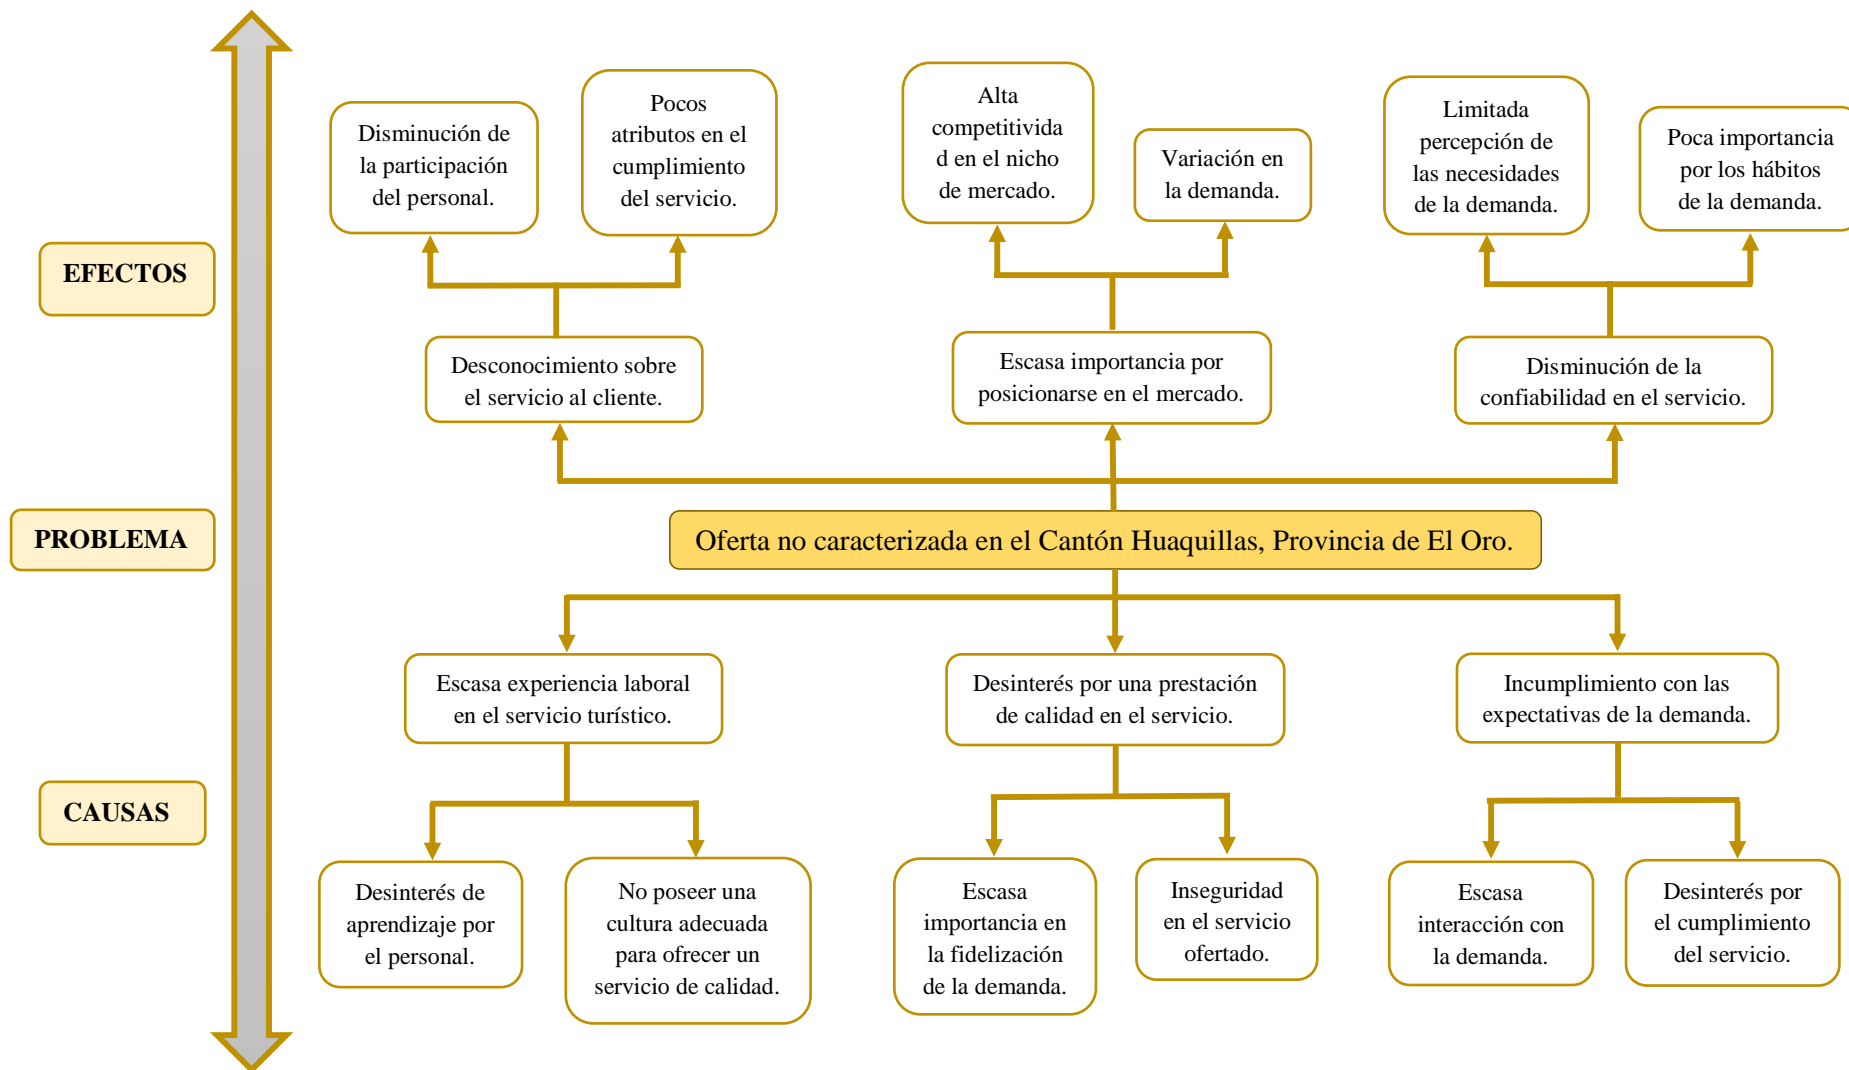 Disminución de
la participación
del personal.
Pocos
atributos en el
cumplimiento
del servicio.
Alta
competitivida
d en el nicho
de mercado.
Variación en
la demanda.
Limitada
percepción de
las necesidades
de la demanda.
Poca importancia
por los hábitos
de la demanda.
EFECTOS
Desconocimiento sobre
el servicio al cliente.
Escasa importancia por
posicionarse en el mercado.
Disminución de la
confiabilidad en el servicio.
PROBLEMA
Oferta no caracterizada en el Cantón Huaquillas, Provincia de El Oro.
Escasa experiencia laboral
en el servicio turístico.
Desinterés por una prestación
de calidad en el servicio.
Incumplimiento con las
expectativas de la demanda.
CAUSAS
Desinterés de
aprendizaje por
el personal.
No poseer una
cultura adecuada
para ofrecer un
servicio de calidad.
Escasa
importancia en
la fidelización
de la demanda.
Inseguridad
en el servicio
ofertado.
Escasa
interacción con
la demanda.
Desinterés por
el cumplimiento
del servicio.